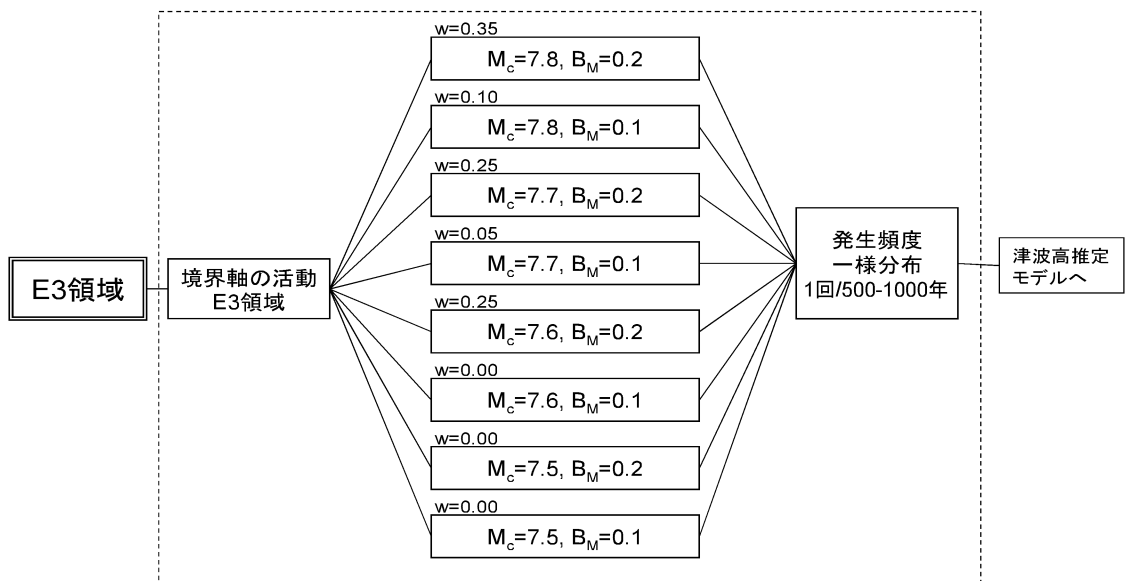 E3領域
境界軸の活動
E3領域
w=0.35
Mc=7.8, BM=0.2
w=0.10
Mc=7.8, BM=0.1
w=0.25
Mc=7.7, BM=0.2
w=0.05
Mc=7.7, BM=0.1
w=0.25
Mc=7.6, BM=0.2
w=0.00
Mc=7.6, BM=0.1
w=0.00
Mc=7.5, BM=0.2
w=0.00
Mc=7.5, BM=0.1
発生頻度
一様分布
1回/500-1000年
津波高推定
モデルへ